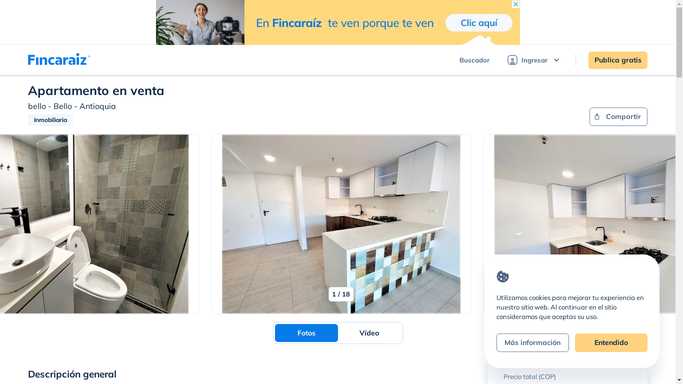 En Fincaraíz te ven porque te ven
Clic aquí
Fincaraiz
Buscador
Ingresar
Publica gratis
Apartamento en venta
bello - Bello - Antioquia
Inmobiliaria
Compartir
1 / 18
Fotos
Vídeo
Utilizamos cookies para mejorar tu experiencia en
nuestro sitio web. Al continuar en el sitio
consideramos que aceptas su uso.
Más información
Entendido
Descripción general
Precio total (COP)